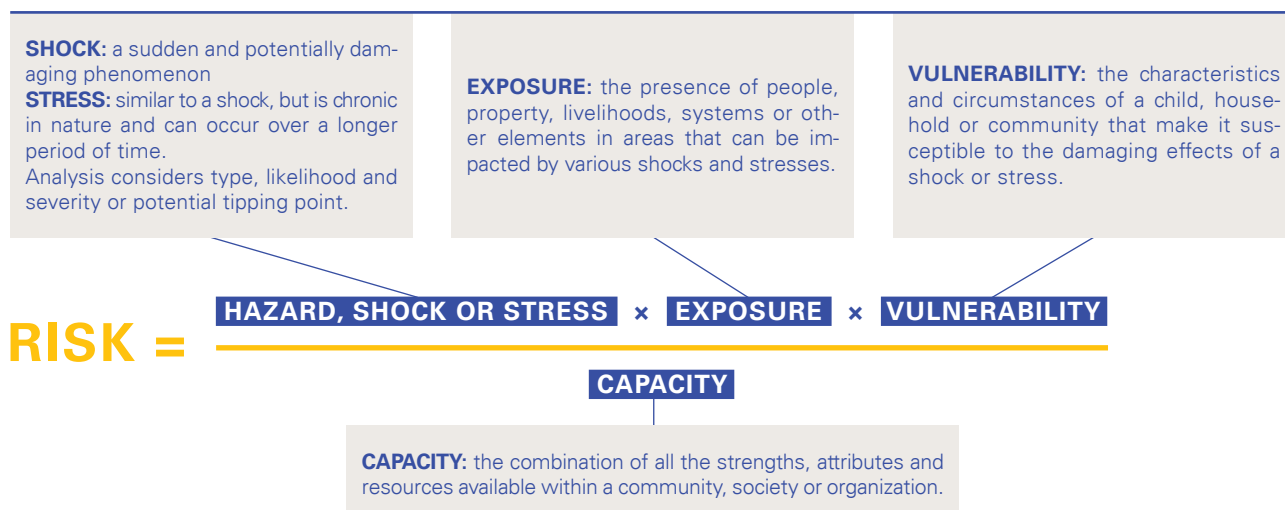 SHOCK: a sudden and potentially dam-
aging phenomenon
STRESS: similar to a shock, but is chronic
in nature and can occur over a longer
period of time.
Analysis considers type, likelihood and
severity or potential tipping point.
EXPOSURE: the presence of people,
property, livelihoods, systems or oth-
er elements in areas that can be im-
pacted by various shocks and stresses.
VULNERABILITY: the characteristics
and circumstances of a child, house-
hold or community that make it sus-
ceptible to the damaging effects of a
shock or stress.
RISK = HAZARD, SHOCK OR STRESS × EXPOSURE × VULNERABILITY
CAPACITY
CAPACITY: the combination of all the strengths, attributes and
resources available within a community, society or organization.